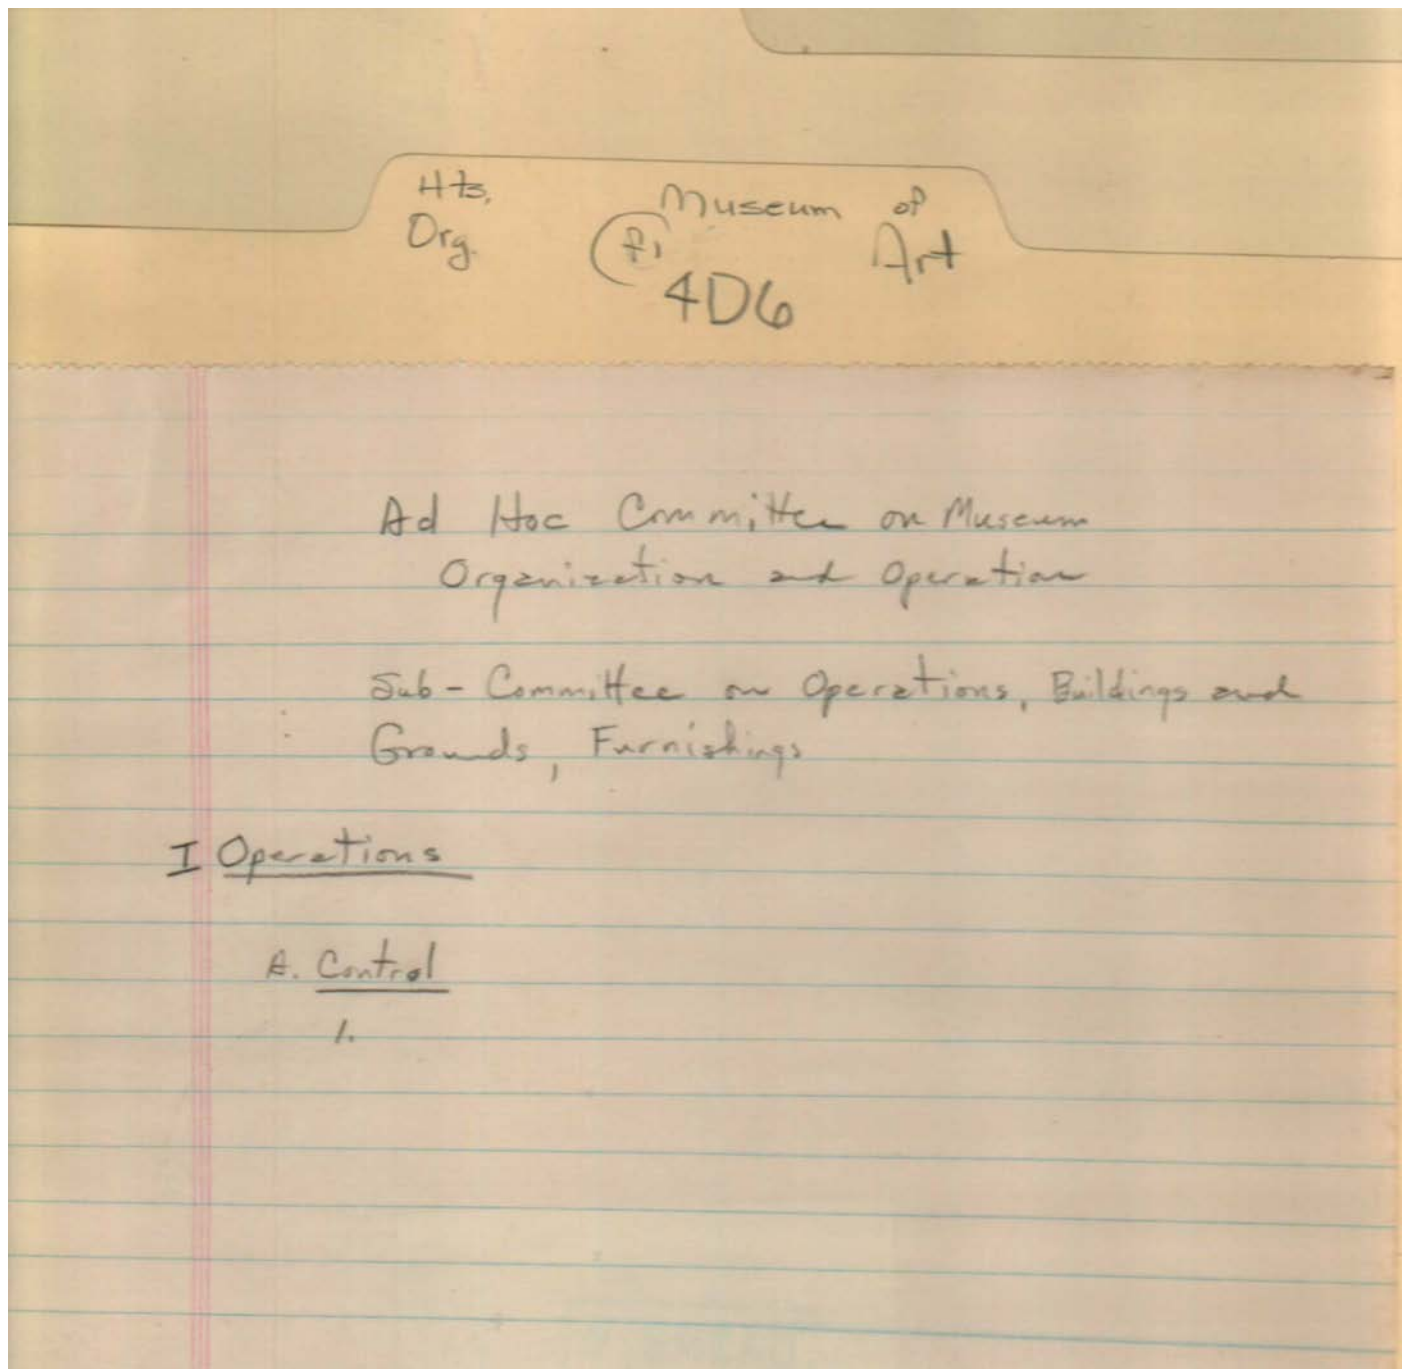 Hts. Museum of
Org. Art
4D6
Ad Hoc Committee on Museum
Organization and Operation
Sub-Committee on Operations, Buildings and
Grounds, Furnishings
I Operations
A. Control
1.